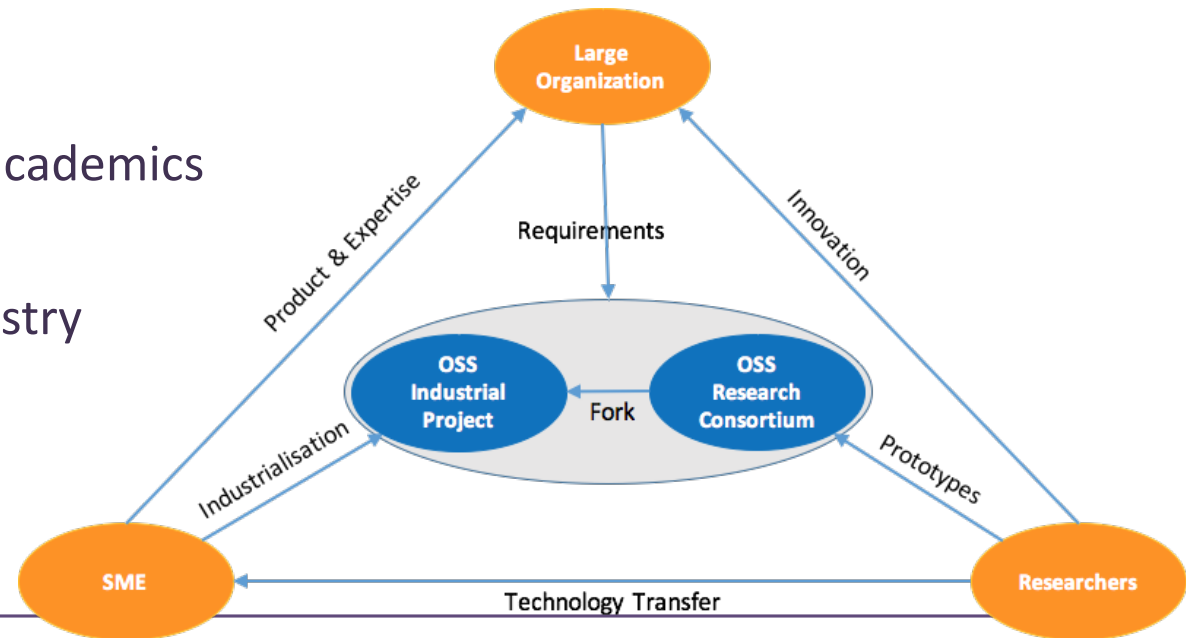 Large
Organization
cademics
Product & Expertise
Innovation
Requirements
stry
OSS
Industrial
Project
Fork
OSS
Research
Consortium
Industrialisation
Prototypes
SME
Researchers
Technology Transfer